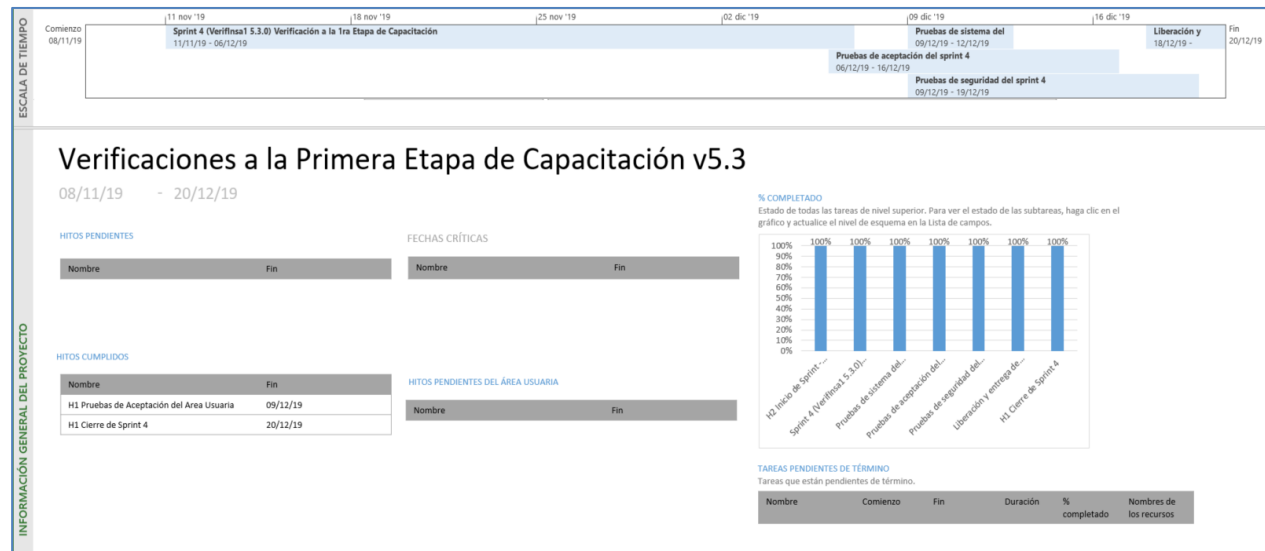 ESCALA DE TIEMPO
Comienzo
08/11/19
11 nov '19
18 nov '19
25 nov '19
02 dic '19
09 dic '19
16 dic '19
Fin
20/12/19
Sprint 4 (VerifInsa1 5.3.0) Verificación a la 1ra Etapa de Capacitación
11/11/19 - 06/12/19
Pruebas de sistema del
09/12/19 - 12/12/19
Liberación y
18/12/19 -
Pruebas de aceptación del sprint 4
06/12/19 - 16/12/19
Pruebas de seguridad del sprint 4
09/12/19 - 19/12/19
INFORMACIÓN GENERAL DEL PROYECTO
Verificaciones a la Primera Etapa de Capacitación v5.3
08/11/19 - 20/12/19
HITOS PENDIENTES
Nombre Fin
FECHAS CRÍTICAS
Nombre Fin
HITOS CUMPLIDOS
Nombre Fin
H1 Pruebas de Aceptación del Area Usuaria 09/12/19
H1 Cierre de Sprint 4 20/12/19
HITOS PENDIENTES DEL ÁREA USUARIA
Nombre Fin
% COMPLETADO
Estado de todas las tareas de nivel superior. Para ver el estado de las subtareas, haga clic en el
gráfico y actualice el nivel de esquema en la Lista de campos.
100% 100% 100% 100% 100% 100% 100%
100%
90%
80%
70%
60%
50%
40%
30%
20%
10%
0%
H2 Inicio de Sprint -...
Sprint 4 (VerifInsa1 5.3.0)...
Pruebas de sistema del...
Pruebas de aceptación del...
Pruebas de seguridad del...
Liberación y entrega de...
H1 Cierre de Sprint 4
TAREAS PENDIENTES DE TÉRMINO
Tareas que están pendientes de término.
Nombre Comienzo Fin Duración % completado Nombres de los recursos